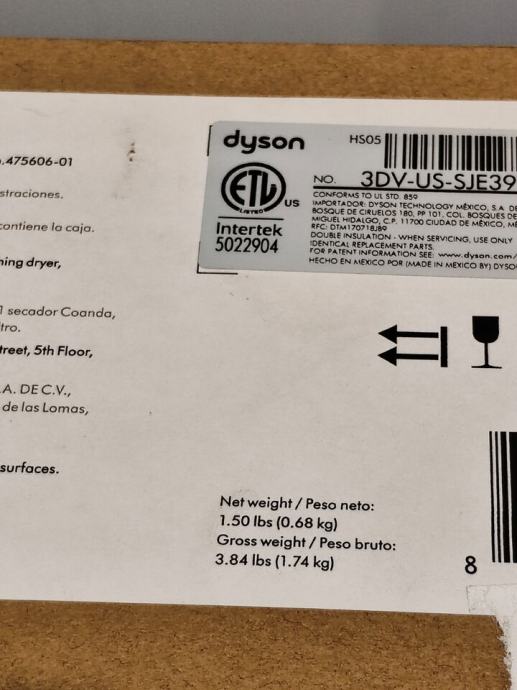 .475606-01
straciones.
contiene la caja.
ning dryer,
1 secador Coanda,
tro.
treet, 5th Floor,
.A. DE C.V.,
de las Lomas,
surfaces.
dyson
HS05
ETL
LISTED
US
Intertek
5022904
NO. 3DV-US-SJE39
CONFORMS TO UL STD. 859
IMPORTADOR: DYSON TECHNOLOGY MÉXICO, S.A. DE
BOSQUE DE CIRUELOS 180, PP 101, COL. BOSQUES DE
MIGUEL HIDALGO, C.P. 11700 CIUDAD DE MÉXICO, MÉ
RFC: DTM170718J89
DOUBLE INSULATION - WHEN SERVICING, USE ONLY
IDENTICAL REPLACEMENT PARTS.
FOR PATENT INFORMATION SEE: www.dyson.com/
HECHO EN MÉXICO POR (MADE IN MEXICO BY) DYSO
Net weight / Peso neto:
1.50 lbs (0.68 kg)
Gross weight / Peso bruto:
3.84 lbs (1.74 kg)
8